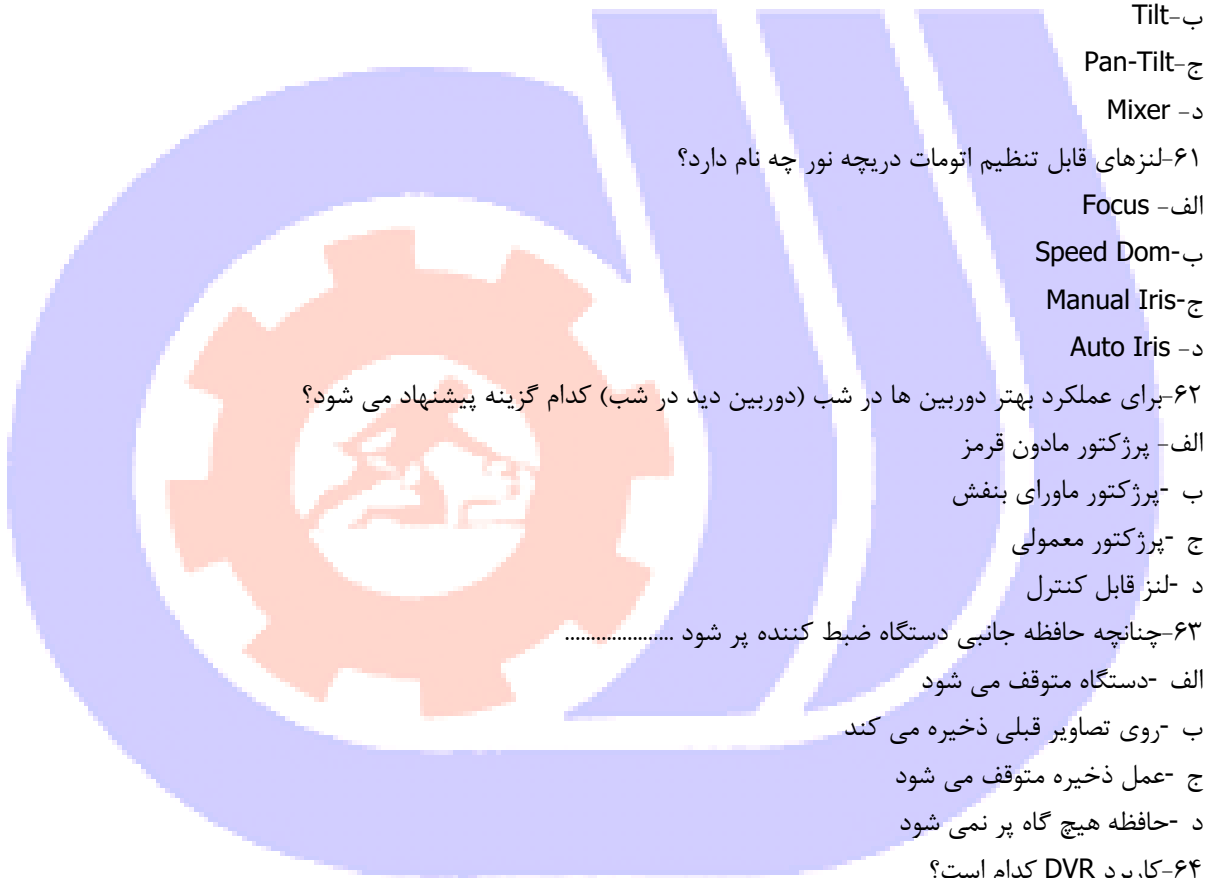 ب-Tilt
ج-Pan-Tilt
د- Mixer
۶۱-لنزهای قابل تنظیم اتومات دریچه نور چه نام دارد؟
الف- Focus
ب-Speed Dom
ج-Manual Iris
د- Auto Iris
۶۲-برای عملکرد بهتر دوربین ها در شب (دوربین دید در شب) کدام گزینه پیشنهاد می شود؟
الف- پرژکتور مادون قرمز
ب -پرژکتور ماورای بنفش
ج -پرژکتور معمولی
د -لنز قابل کنترل
۶۳-چنانچه حافظه جانبی دستگاه ضبط کننده پر شود .....................
الف -دستگاه متوقف می شود
ب -روی تصاویر قبلی ذخیره می کند
ج -عمل ذخیره متوقف می شود
د -حافظه هیچ گاه پر نمی شود
۶۴-کاربرد DVR کدام است؟